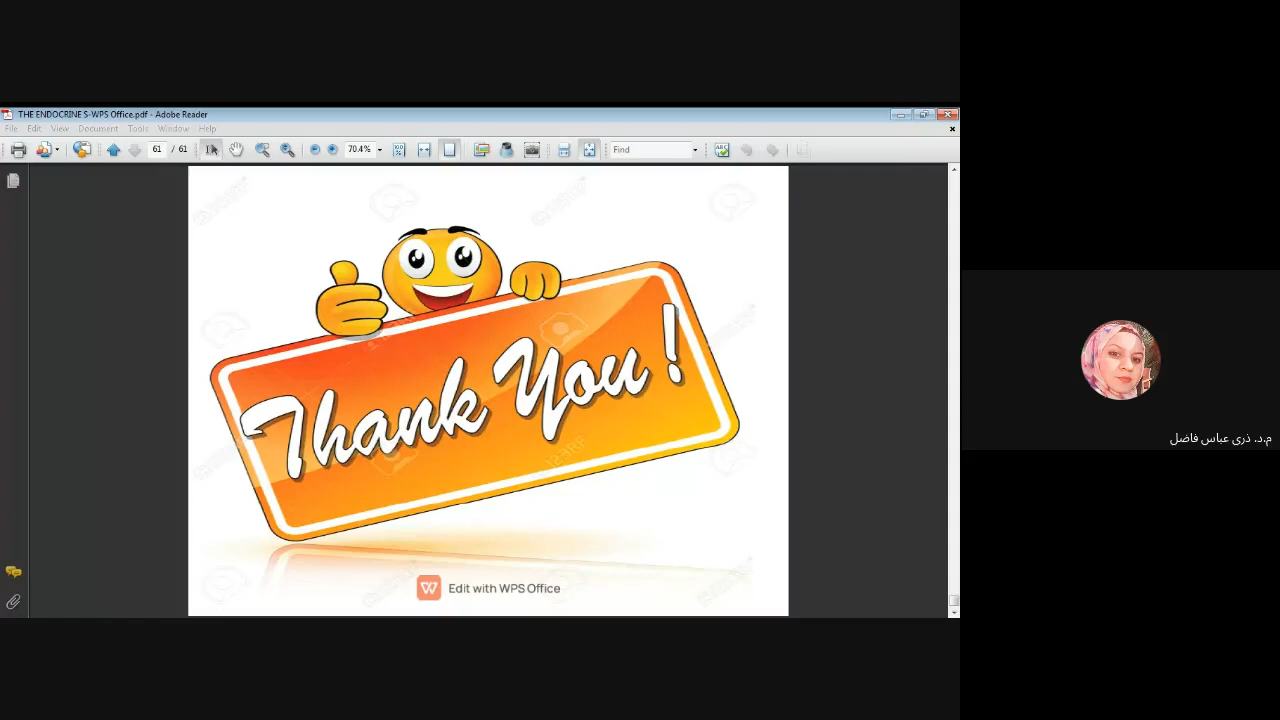 THE ENDOCRINE S-WPS Office.pdf - Adobe Reader
File Edit View Document Tools Window Help
61 / 61 70.4% Find
Thank You !
Edit with WPS Office
م.د. ذرى عباس فاضل
123RF